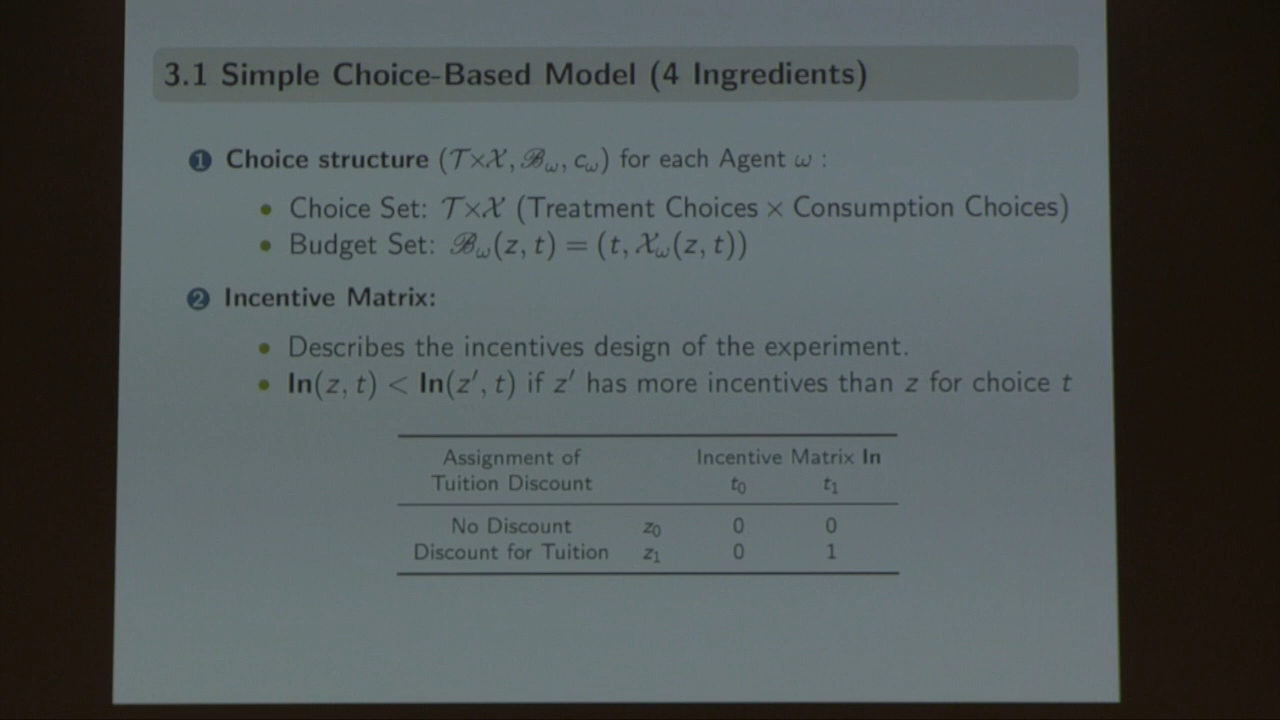 3.1 Simple Choice-Based Model (4 Ingredients)
1 Choice structure (𝒯×𝒳, ℬω, cω) for each Agent ω :
• Choice Set: 𝒯×𝒳 (Treatment Choices × Consumption Choices)
• Budget Set: ℬω(z, t) = (t, 𝒳ω(z, t))
2 Incentive Matrix:
• Describes the incentives design of the experiment.
• In(z, t) < In(z′, t) if z′ has more incentives than z for choice t
Assignment of Incentive Matrix In
Tuition Discount t0 t1
No Discount z0 0 0
Discount for Tuition z1 0 1